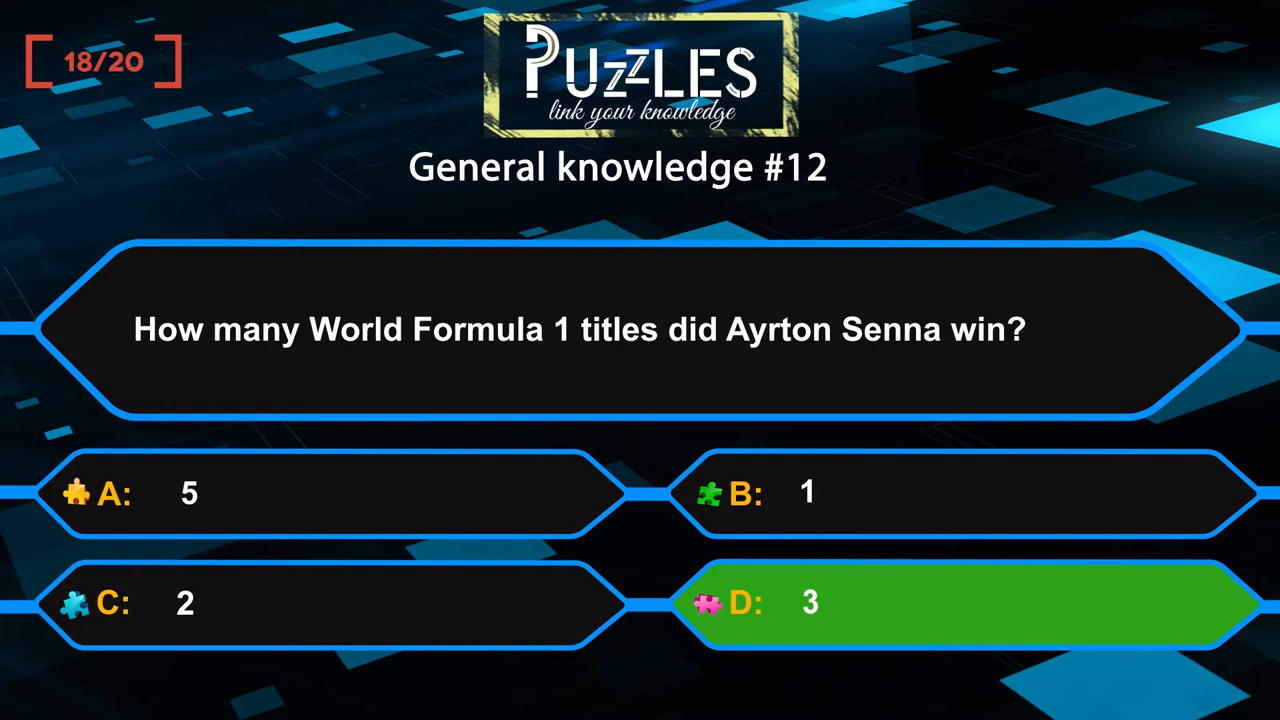 18/20
PUZZLES
link your knowledge
General knowledge #12
How many World Formula 1 titles did Ayrton Senna win?
A: 5
B: 1
C: 2
D: 3